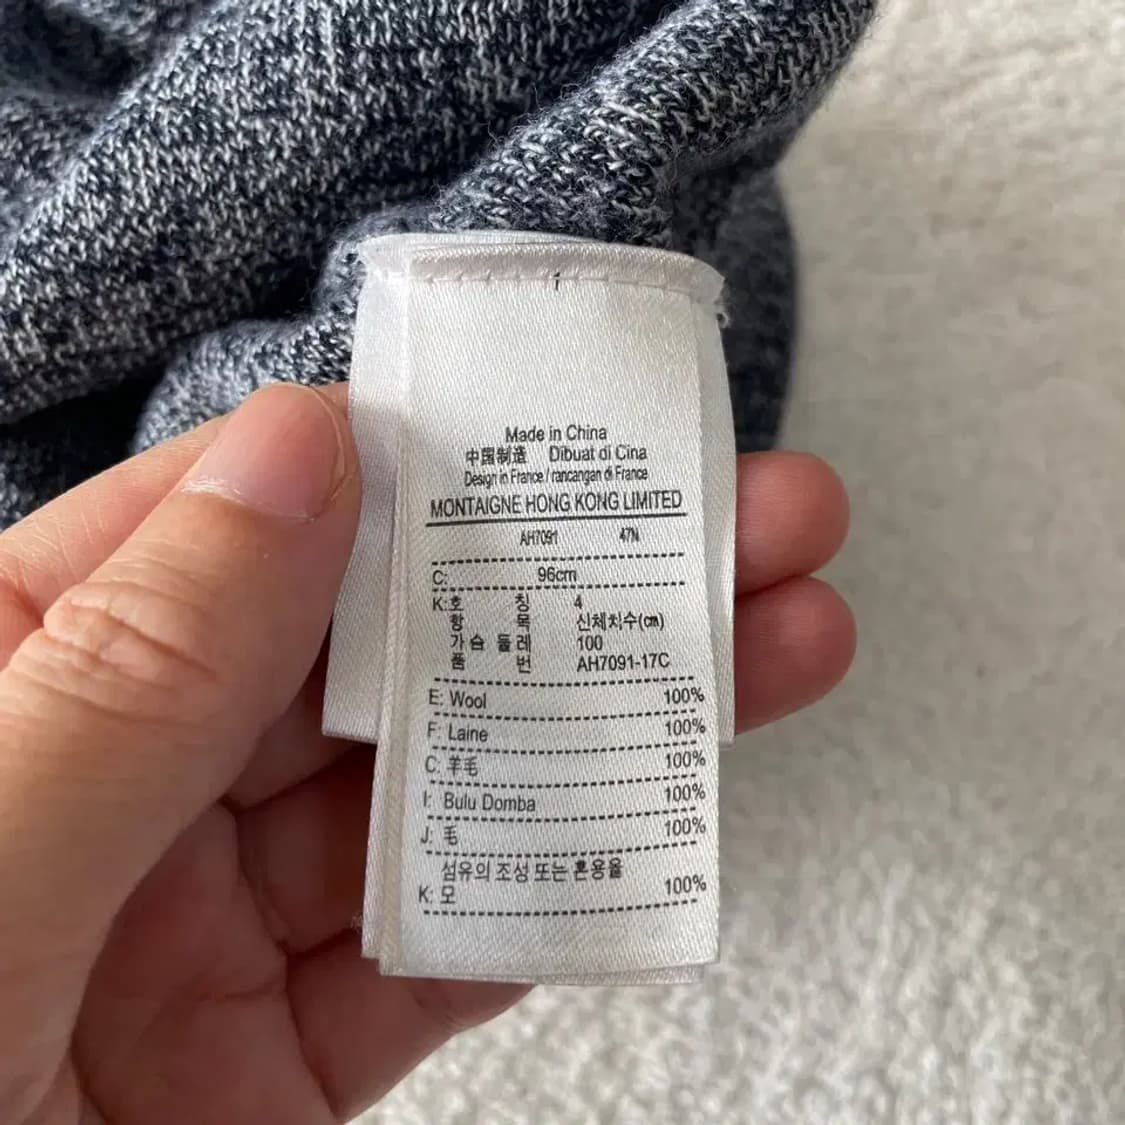 Made in China
中国制造 Dibuat di Cina
Design in France / rancangan di France
MONTAIGNE HONG KONG LIMITED
AH7091 47N
C: 96cm
K:호 칭 4
항 목 신체치수(cm)
가슴 둘레 100
품 번 AH7091-17C
E: Wool 100%
F: Laine 100%
C: 羊毛 100%
I: Bulu Domba 100%
J: 毛 100%
섬유의 조성 또는 혼용율
K: 모 100%